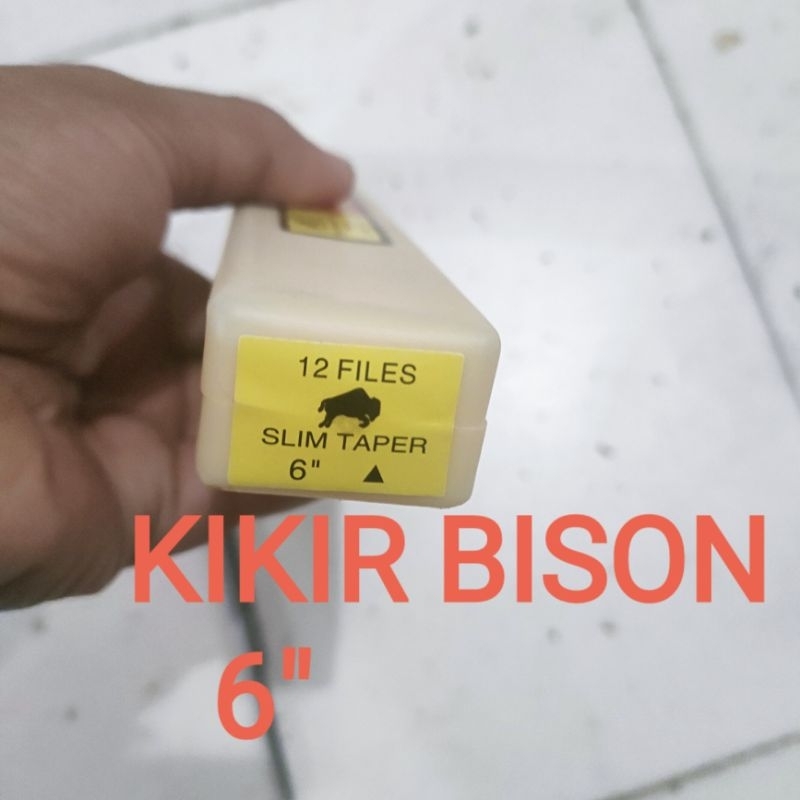 12 FILES
SLIM TAPER
6" ▲
KIKIR BISON
6"